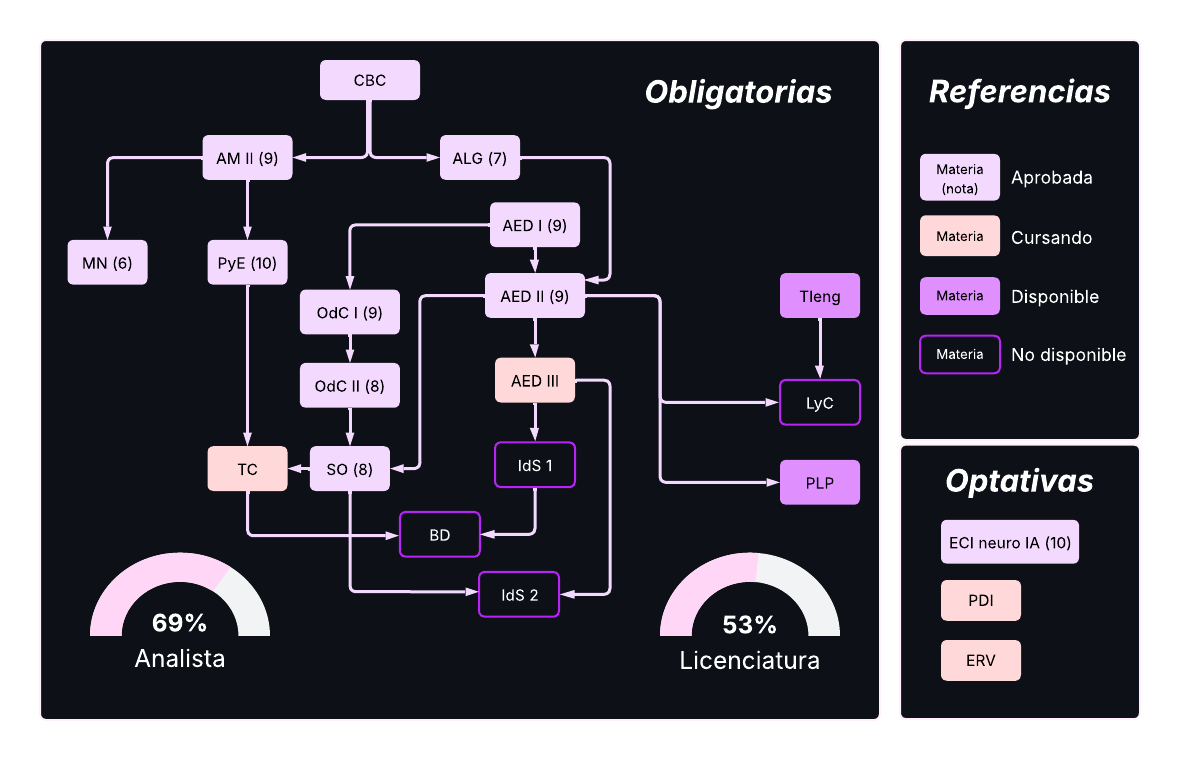 Obligatorias
CBC
AM II (9)
ALG (7)
AED I (9)
MN (6)
PyE (10)
OdC I (9)
AED II (9)
Tleng
OdC II (8)
AED III
LyC
TC
SO (8)
IdS 1
PLP
BD
IdS 2
69%
Analista
53%
Licenciatura
Referencias
Materia
(nota)
Aprobada
Materia
Cursando
Materia
Disponible
Materia
No disponible
Optativas
ECI neuro IA (10)
PDI
ERV